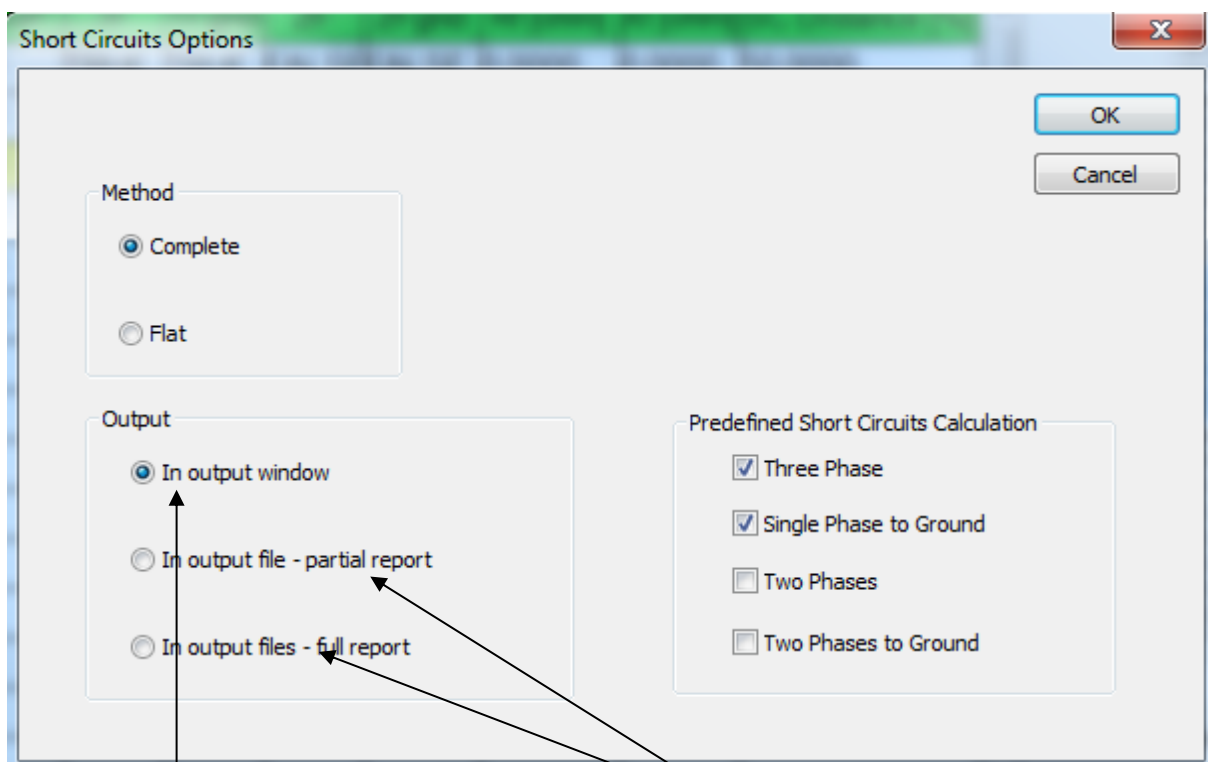 Short Circuits Options
OK
Cancel
Method
Complete
Flat
Output
In output window
In output file - partial report
In output files - full report
Predefined Short Circuits Calculation
Three Phase
Single Phase to Ground
Two Phases
Two Phases to Ground